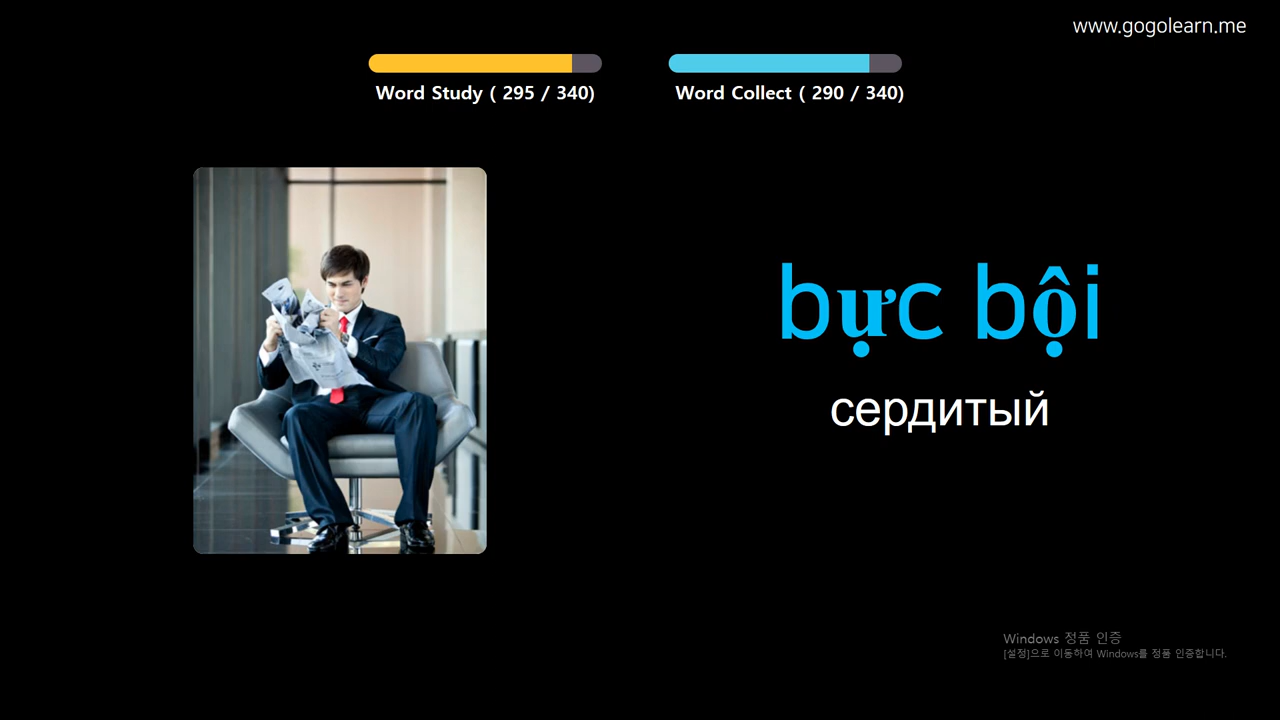 www.gogolearn.me
Word Study ( 295 / 340)
Word Collect ( 290 / 340)
bực bội
сердитый
Windows 정품 인증
[설정]으로 이동하여 Windows를 정품 인증합니다.